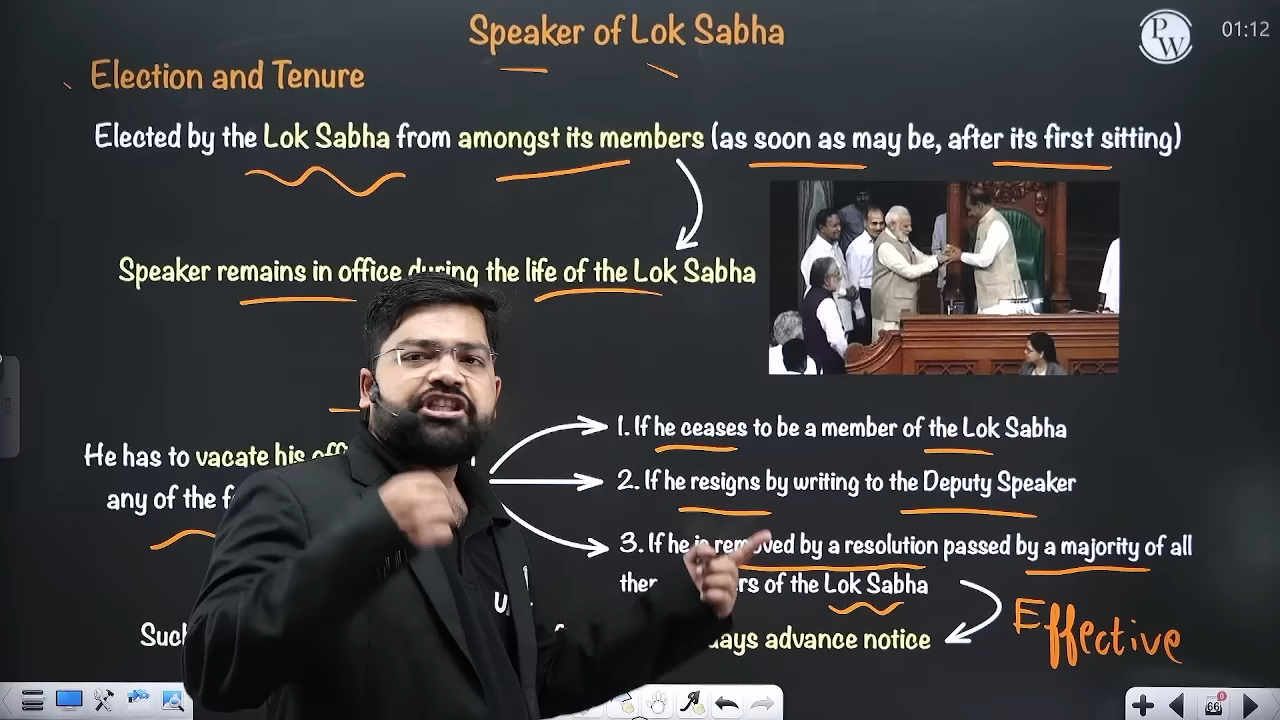 Speaker of Lok Sabha
PW
01:12
Election and Tenure
Elected by the Lok Sabha from amongst its members (as soon as may be, after its first sitting)
Speaker remains in office during the life of the Lok Sabha
He has to vacate his
any of the
1. If he ceases to be a member of the Lok Sabha
2. If he resigns by writing to the Deputy Speaker
3. If he is removed by a resolution passed by a majority of all
of the Lok Sabha
Effective
days advance notice
66